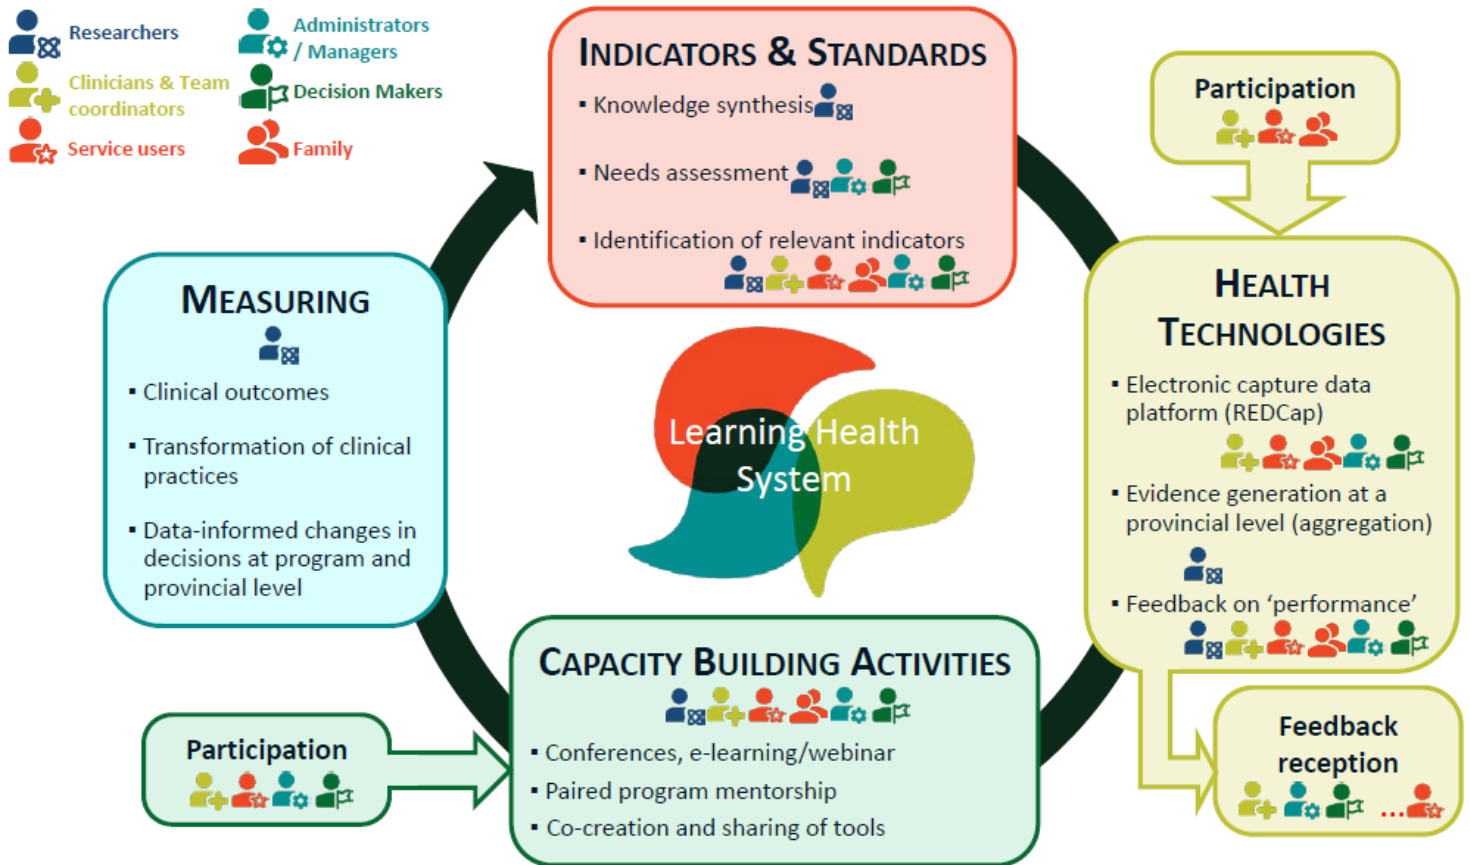 Researchers
Administrators
/ Managers
Clinicians & Team
coordinators
Decision Makers
Service users
Family
INDICATORS & STANDARDS
▪ Knowledge synthesis
▪ Needs assessment
▪ Identification of relevant indicators
Participation
HEALTH
TECHNOLOGIES
▪ Electronic capture data
platform (REDCap)
▪ Evidence generation at a
provincial level (aggregation)
▪ Feedback on ‘performance’
Feedback
reception
...
CAPACITY BUILDING ACTIVITIES
▪ Conferences, e-learning/webinar
▪ Paired program mentorship
▪ Co-creation and sharing of tools
Participation
MEASURING
▪ Clinical outcomes
▪ Transformation of clinical
practices
▪ Data-informed changes in
decisions at program and
provincial level
Learning Health
System